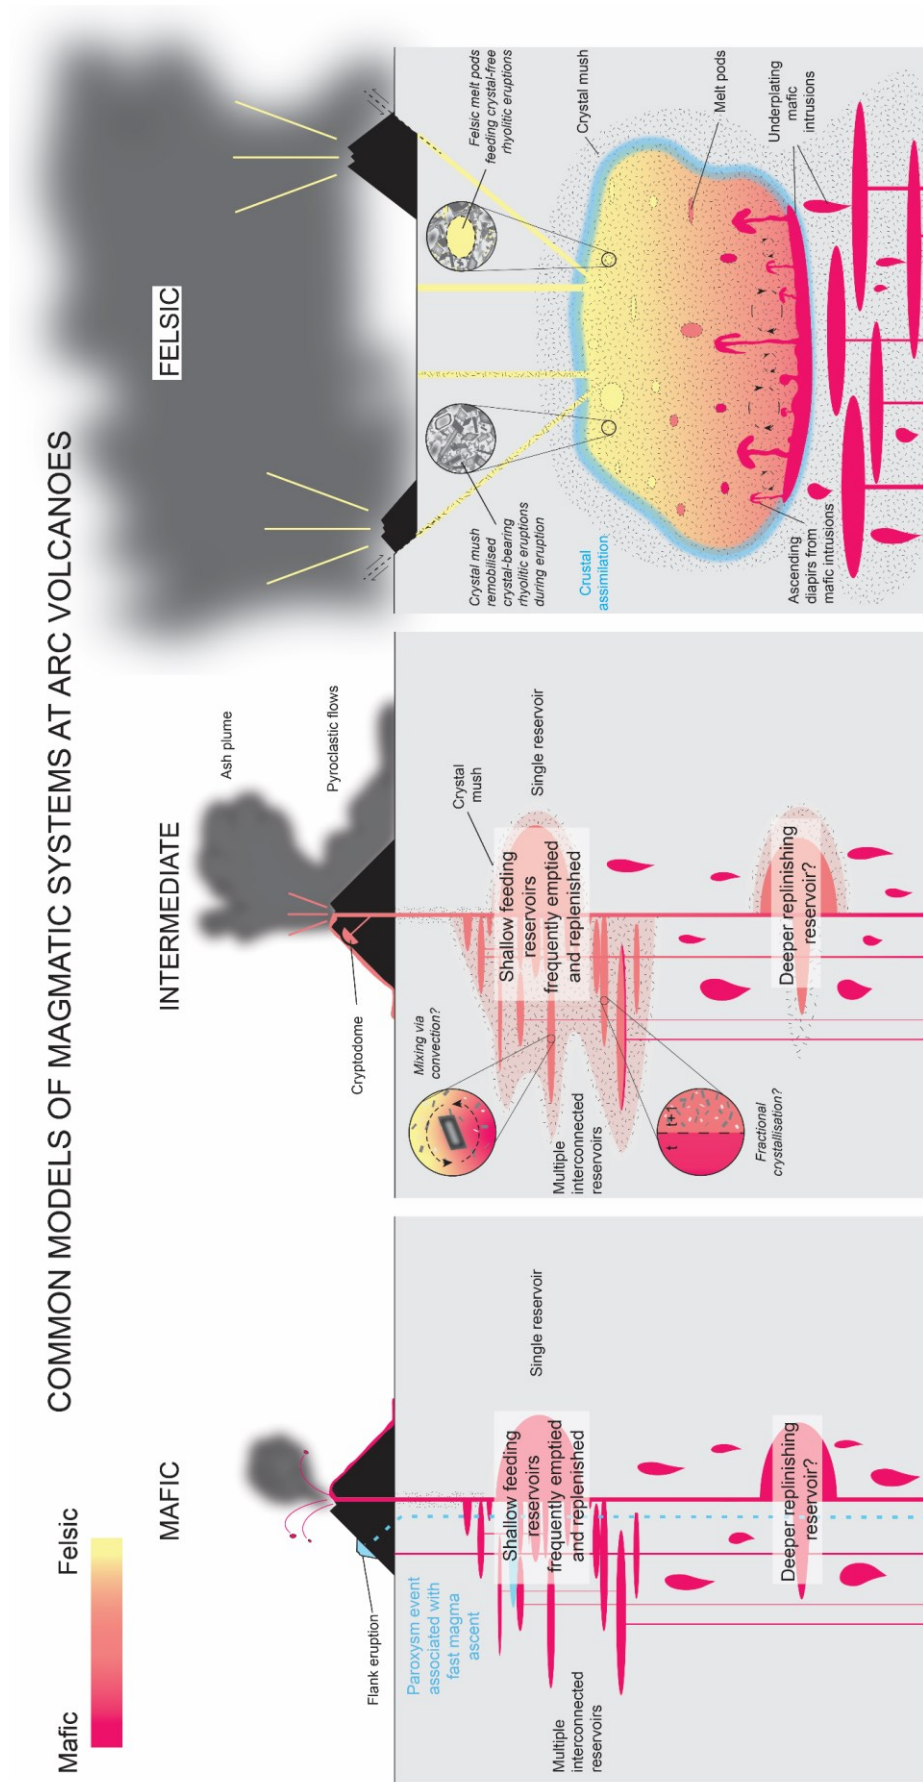 COMMON MODELS OF MAGMATIC SYSTEMS AT ARC VOLCANOES
Mafic
Felsic
MAFIC
Flank eruption
Paroxysm event
associated with
fast magma
ascent
Multiple
interconnected
reservoirs
Shallow feeding
reservoirs
frequently emptied
and replenished
Single reservoir
Deeper replinishing
reservoir?
INTERMEDIATE
Ash plume
Pyroclastic flows
Cryptodome
Mixing via
convection?
Crystal
mush
Multiple
interconnected
reservoirs
Shallow feeding
reservoirs
frequently emptied
and replenished
Single reservoir
t
t+1
Fractional
crystallisation?
Deeper replinishing
reservoir?
FELSIC
Crystal mush
remobilised
crystal-bearing
rhyolitic eruptions
during eruption
Felsic melt pods
feeding crystal-free
rhyolitic eruptions
Crustal
assimilation
Crystal mush
Melt pods
Ascending
diapirs from
mafic intrusions
Underplating
mafic
intrusions